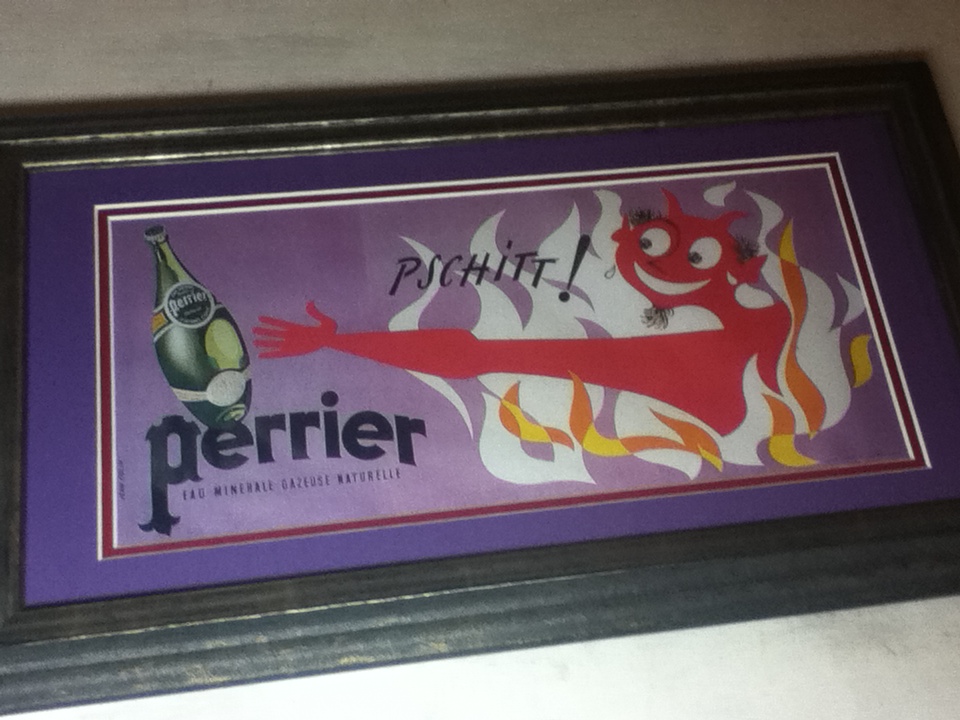 PSCHiTT!
perrier
perrier
EAU MINERALE GAZEUSE NATURELLE